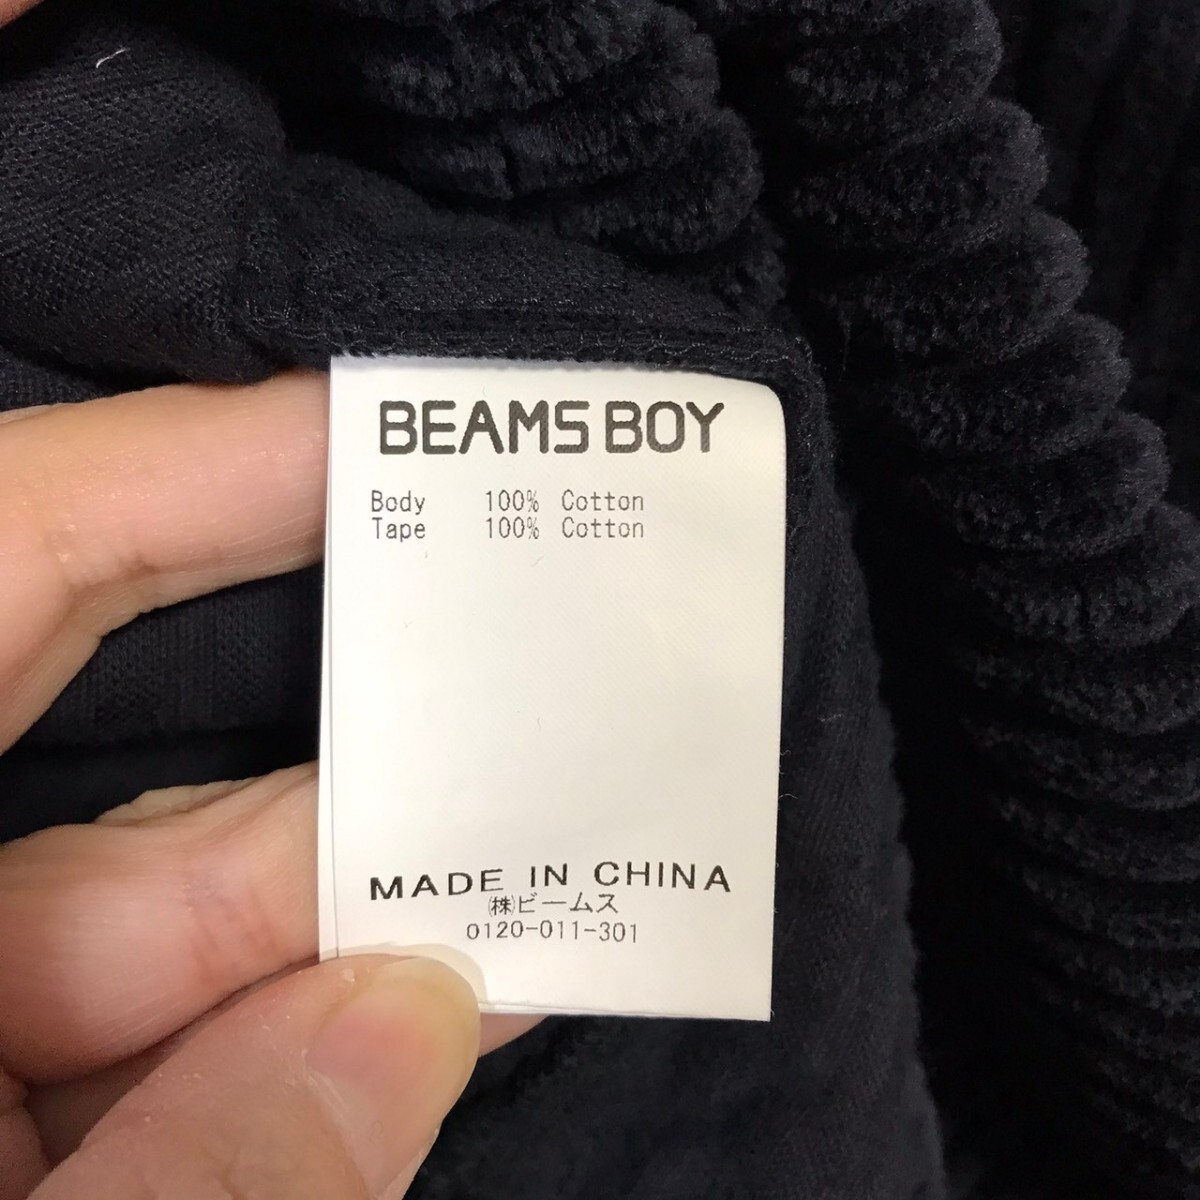 BEAMS BOY
Body 100% Cotton
Tape 100% Cotton
MADE IN CHINA
㈱ビームス
0120-011-301